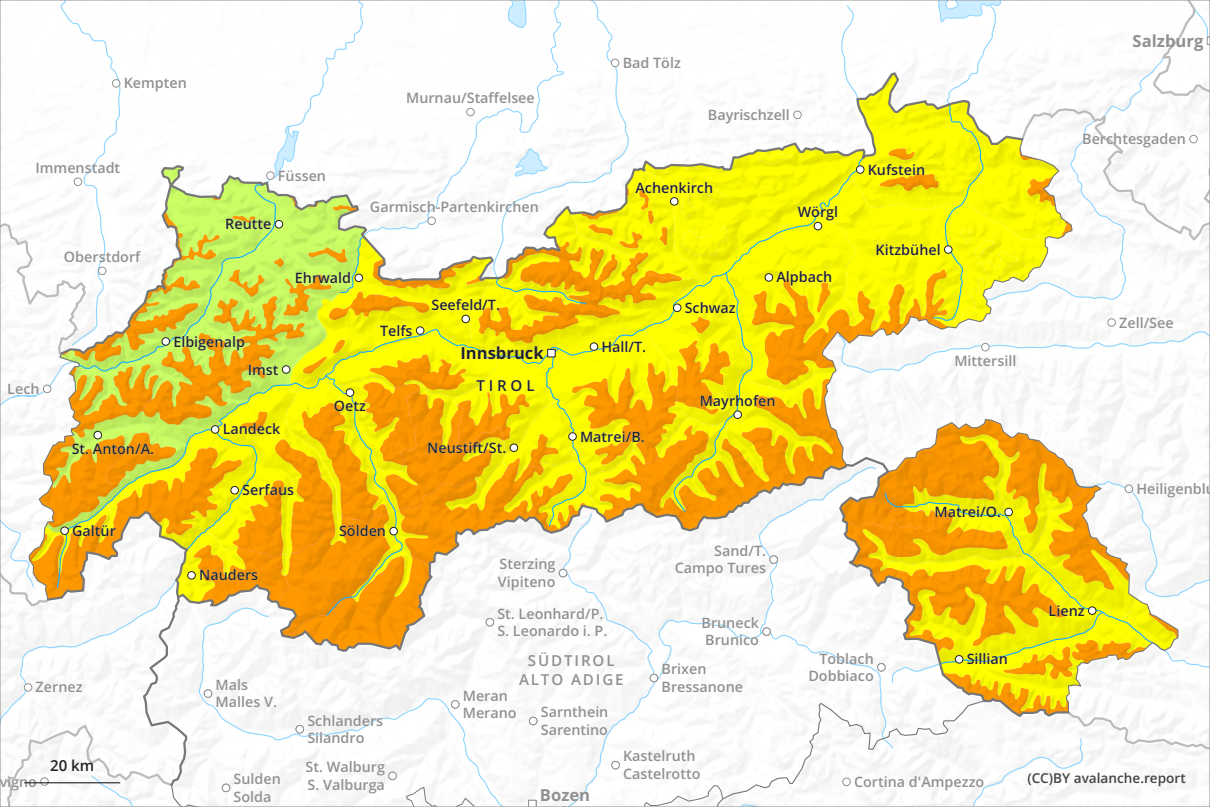 Salzburg
Bad Tölz
Kempten
Murnau/Staffelsee
Bayrischzell
Berchtesgaden
Immenstadt
Füssen
Kufstein
Achenkirch
Garmisch-Partenkirchen
Wörgl
Reutte
Kitzbühel
Oberstdorf
Ehrwald
Alpbach
Seefeld/T.
Schwaz
Telfs
Zell/See
Elbigenalp
Innsbruck
Hall/T.
Mittersill
Imst
TIROL
Lech
Oetz
Mayrhofen
Landeck
Matrei/B.
St. Anton/A.
Neustift/St.
Serfaus
Heiligenblu
Matrei/O.
Galtür
Sölden
Sand/T.
Campo Tures
Sterzing
Vipiteno
Nauders
St. Leonhard/P.
S. Leonardo i. P.
Lienz
Bruneck
Brunico
SÜDTIROL
ALTO ADIGE
Toblach
Dobbiaco
Sillian
Brixen
Bressanone
Zernez
Mals
Malles V.
Meran
Merano
Sarnthein
Sarentino
Schlanders
Silandro
Kastelruth
Castelrotto
20 km
St. Walburg
S. Valburga
vigno
Sulden
Solda
Cortina d'Ampezzo
(CC)BY avalanche.report
Bozen